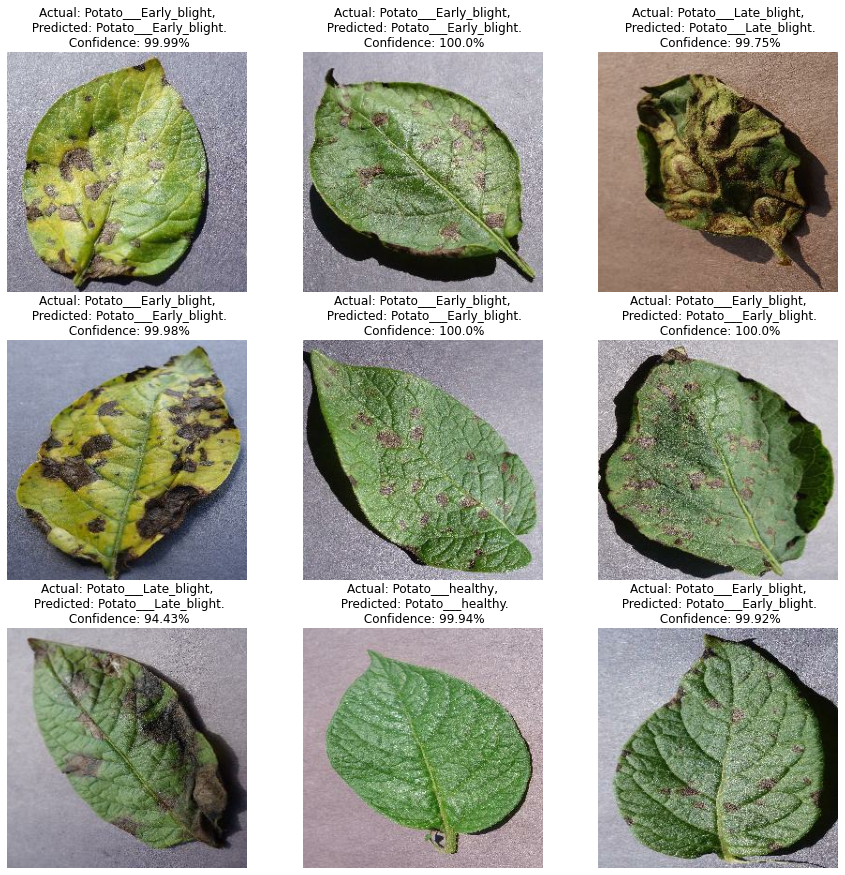 Actual: Potato___Early_blight,
Predicted: Potato___Early_blight.
Confidence: 99.99%
Actual: Potato___Early_blight,
Predicted: Potato___Early_blight.
Confidence: 100.0%
Actual: Potato___Late_blight,
Predicted: Potato___Late_blight.
Confidence: 99.75%
Actual: Potato___Early_blight,
Predicted: Potato___Early_blight.
Confidence: 99.98%
Actual: Potato___Early_blight,
Predicted: Potato___Early_blight.
Confidence: 100.0%
Actual: Potato___Early_blight,
Predicted: Potato___Early_blight.
Confidence: 100.0%
Actual: Potato___Late_blight,
Predicted: Potato___Late_blight.
Confidence: 94.43%
Actual: Potato___healthy,
Predicted: Potato___healthy.
Confidence: 99.94%
Actual: Potato___Early_blight,
Predicted: Potato___Early_blight.
Confidence: 99.92%